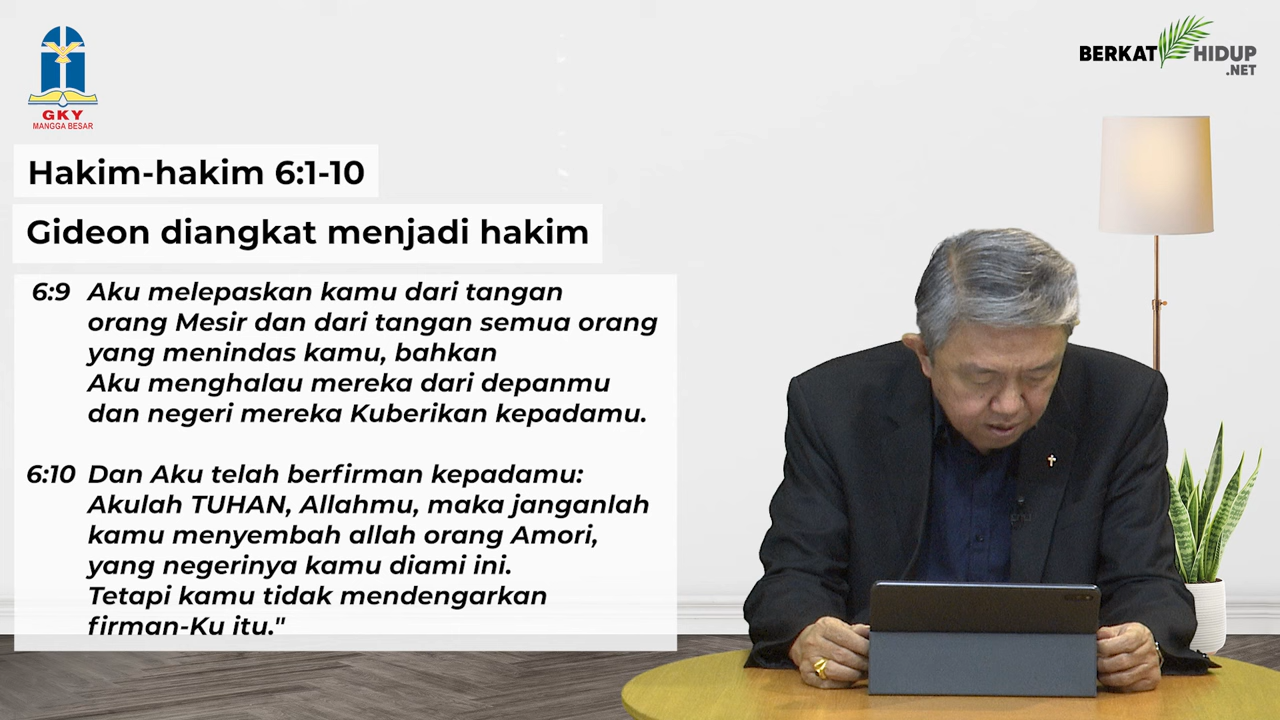 GKY
MANGGA BESAR
BERKAT HIDUP
.NET
Hakim-hakim 6:1-10
Gideon diangkat menjadi hakim
6:9 Aku melepaskan kamu dari tangan
orang Mesir dan dari tangan semua orang
yang menindas kamu, bahkan
Aku menghalau mereka dari depanmu
dan negeri mereka Kuberikan kepadamu.
6:10 Dan Aku telah berfirman kepadamu:
Akulah TUHAN, Allahmu, maka janganlah
kamu menyembah allah orang Amori,
yang negerinya kamu diami ini.
Tetapi kamu tidak mendengarkan
firman-Ku itu."